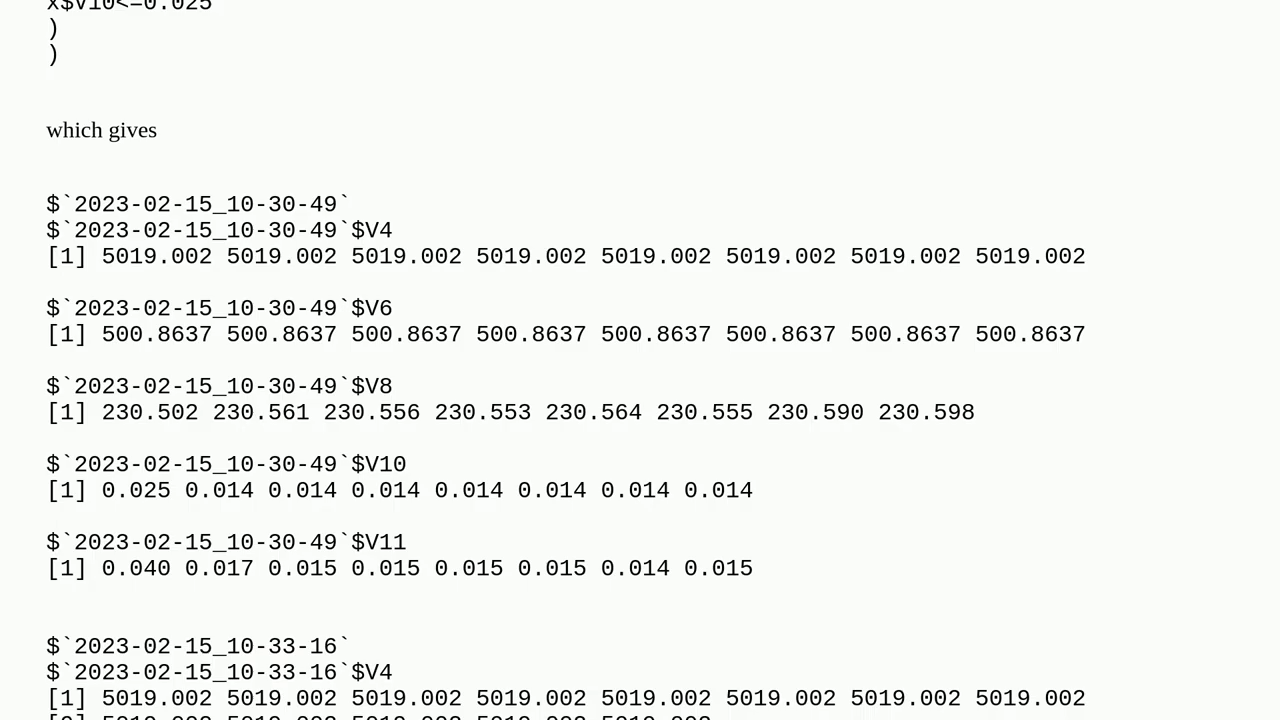 x$V10<=0.025
)
)
which gives
$`2023-02-15_10-30-49`
$`2023-02-15_10-30-49`$V4
[1] 5019.002 5019.002 5019.002 5019.002 5019.002 5019.002 5019.002 5019.002
$`2023-02-15_10-30-49`$V6
[1] 500.8637 500.8637 500.8637 500.8637 500.8637 500.8637 500.8637 500.8637
$`2023-02-15_10-30-49`$V8
[1] 230.502 230.561 230.556 230.553 230.564 230.555 230.590 230.598
$`2023-02-15_10-30-49`$V10
[1] 0.025 0.014 0.014 0.014 0.014 0.014 0.014 0.014
$`2023-02-15_10-30-49`$V11
[1] 0.040 0.017 0.015 0.015 0.015 0.015 0.014 0.015
$`2023-02-15_10-33-16`
$`2023-02-15_10-33-16`$V4
[1] 5019.002 5019.002 5019.002 5019.002 5019.002 5019.002 5019.002 5019.002